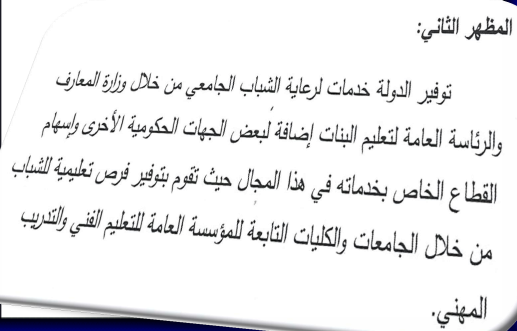 المظهر الثاني:
توفير الدولة خدمات لرعاية الشباب الجامعي من خلال وزارة المعارف
والرئاسة العامة لتعليم البنات إضافة لبعض الجهات الحكومية الأخرى وإسهام
القطاع الخاص بخدماته في هذا المجال حيث تقوم بتوفير فرص تعليمية للشباب
من خلال الجامعات والكليات التابعة للمؤسسة العامة للتعليم الفني والتدريب
المهني.